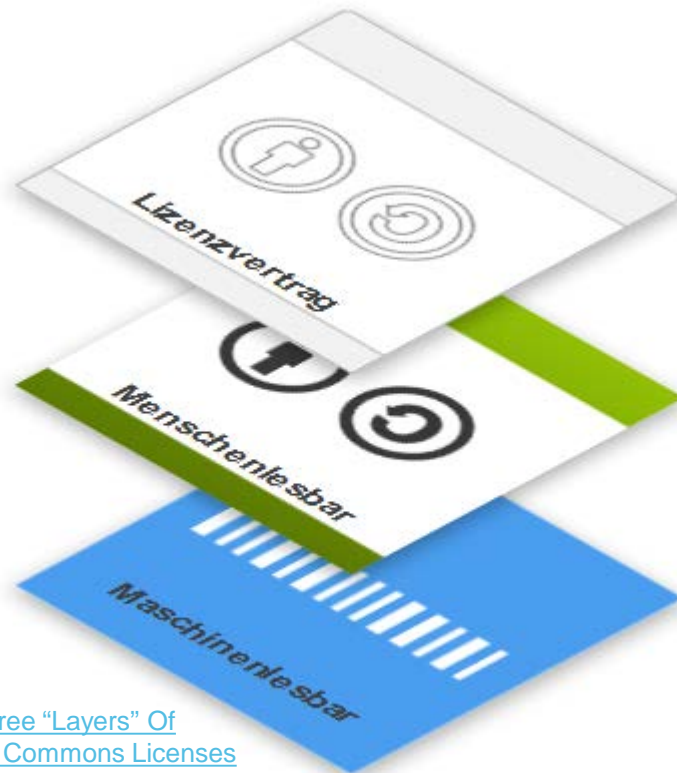 Lizenzvertrag
Menschenlesbar
Maschinenlesbar
ree “Layers” Of
Commons Licenses